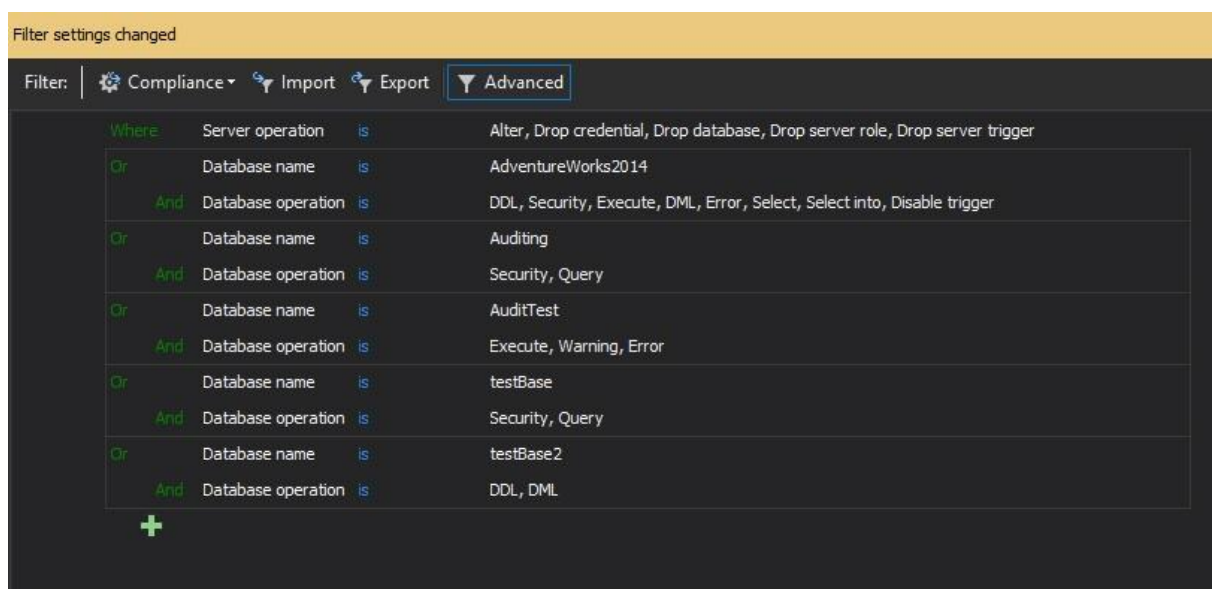 Filter settings changed
Filter: Compliance Import Export Advanced
Where Server operation is Alter, Drop credential, Drop database, Drop server role, Drop server trigger
Or Database name is AdventureWorks2014
And Database operation is DDL, Security, Execute, DML, Error, Select, Select into, Disable trigger
Or Database name is Auditing
And Database operation is Security, Query
Or Database name is AuditTest
And Database operation is Execute, Warning, Error
Or Database name is testBase
And Database operation is Security, Query
Or Database name is testBase2
And Database operation is DDL, DML